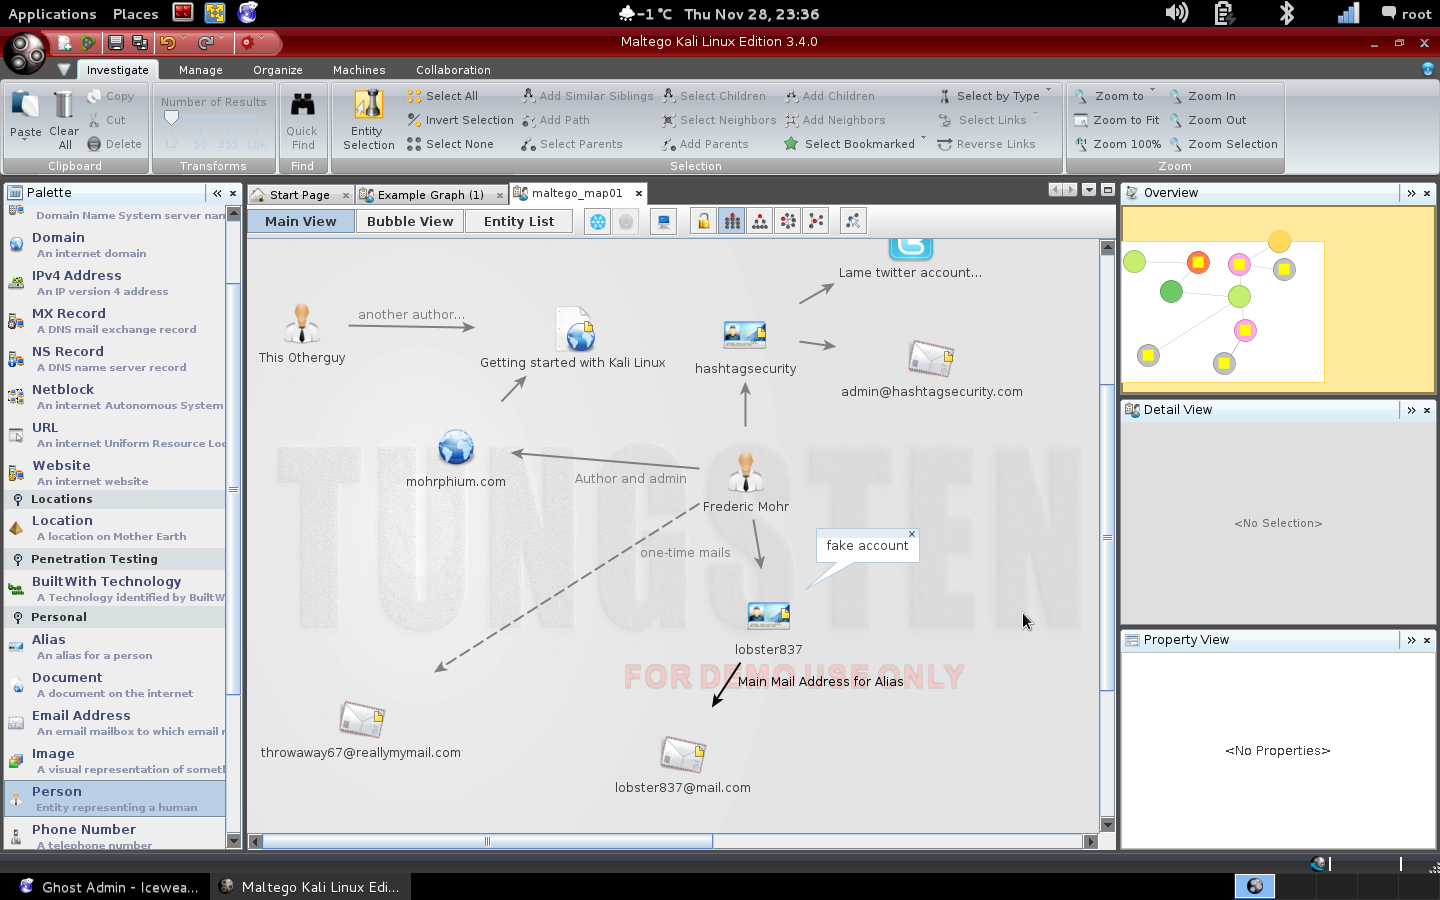 Applications Places -1 °C Thu Nov 28, 23:36 root
Maltego Kali Linux Edition 3.4.0
Investigate Manage Organize Machines Collaboration
Paste
Clear All
Copy
Cut
Delete
Clipboard
Number of Results
12 50 255 10k
Transforms
Quick Find
Find
Entity Selection
Select All
Invert Selection
Select None
Add Similar Siblings
Add Path
Select Parents
Select Children
Select Neighbors
Add Parents
Add Children
Add Neighbors
Select Bookmarked
Select by Type
Select Links
Reverse Links
Selection
Zoom to
Zoom to Fit
Zoom 100%
Zoom In
Zoom Out
Zoom Selection
Zoom
Palette
Domain Name System server nam
Domain
An internet domain
IPv4 Address
An IP version 4 address
MX Record
A DNS mail exchange record
NS Record
A DNS name server record
Netblock
An internet Autonomous System
URL
An internet Uniform Resource Loc
Website
An internet website
Locations
Location
A location on Mother Earth
Penetration Testing
BuiltWith Technology
A Technology identified by BuiltW
Personal
Alias
An alias for a person
Document
A document on the internet
Email Address
An email mailbox to which email m
Image
A visual representation of someth
Person
Entity representing a human
Phone Number
A telephone number
Start Page Example Graph (1) maltego_map01
Main View Bubble View Entity List
Lame twitter account...
another author...
This Otherguy
Getting started with Kali Linux
hashtagsecurity
admin@hashtagsecurity.com
mohrphium.com
Author and admin
Frederic Mohr
TUNGSTEN
one-time mails
fake account
lobster837
FOR DEMO USE ONLY
Main Mail Address for Alias
throwaway67@reallymymail.com
lobster837@mail.com
Overview
Detail View
<No Selection>
Property View
<No Properties>
Ghost Admin - Icewea... Maltego Kali Linux Edi...